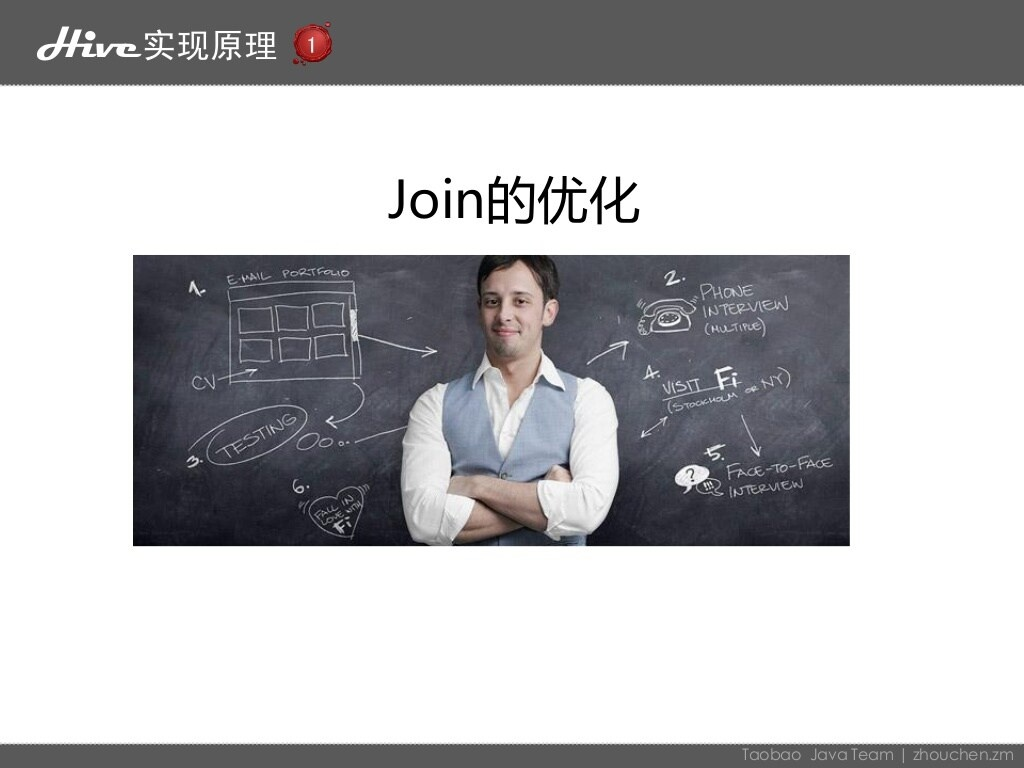 Hive实现原理 1
Join的优化
1.
E-MAIL PORTFOLIO
CV
2.
PHONE
INTERVIEW
(MULTIPLE)
3.
TESTING
4.
VISIT Fi
(STOCKHOLM OR NY)
5.
?
!!!
FACE-TO-FACE
INTERVIEW
6.
FALL IN
LOVE WITH
Fi
Taobao Java Team | zhouchen.zm